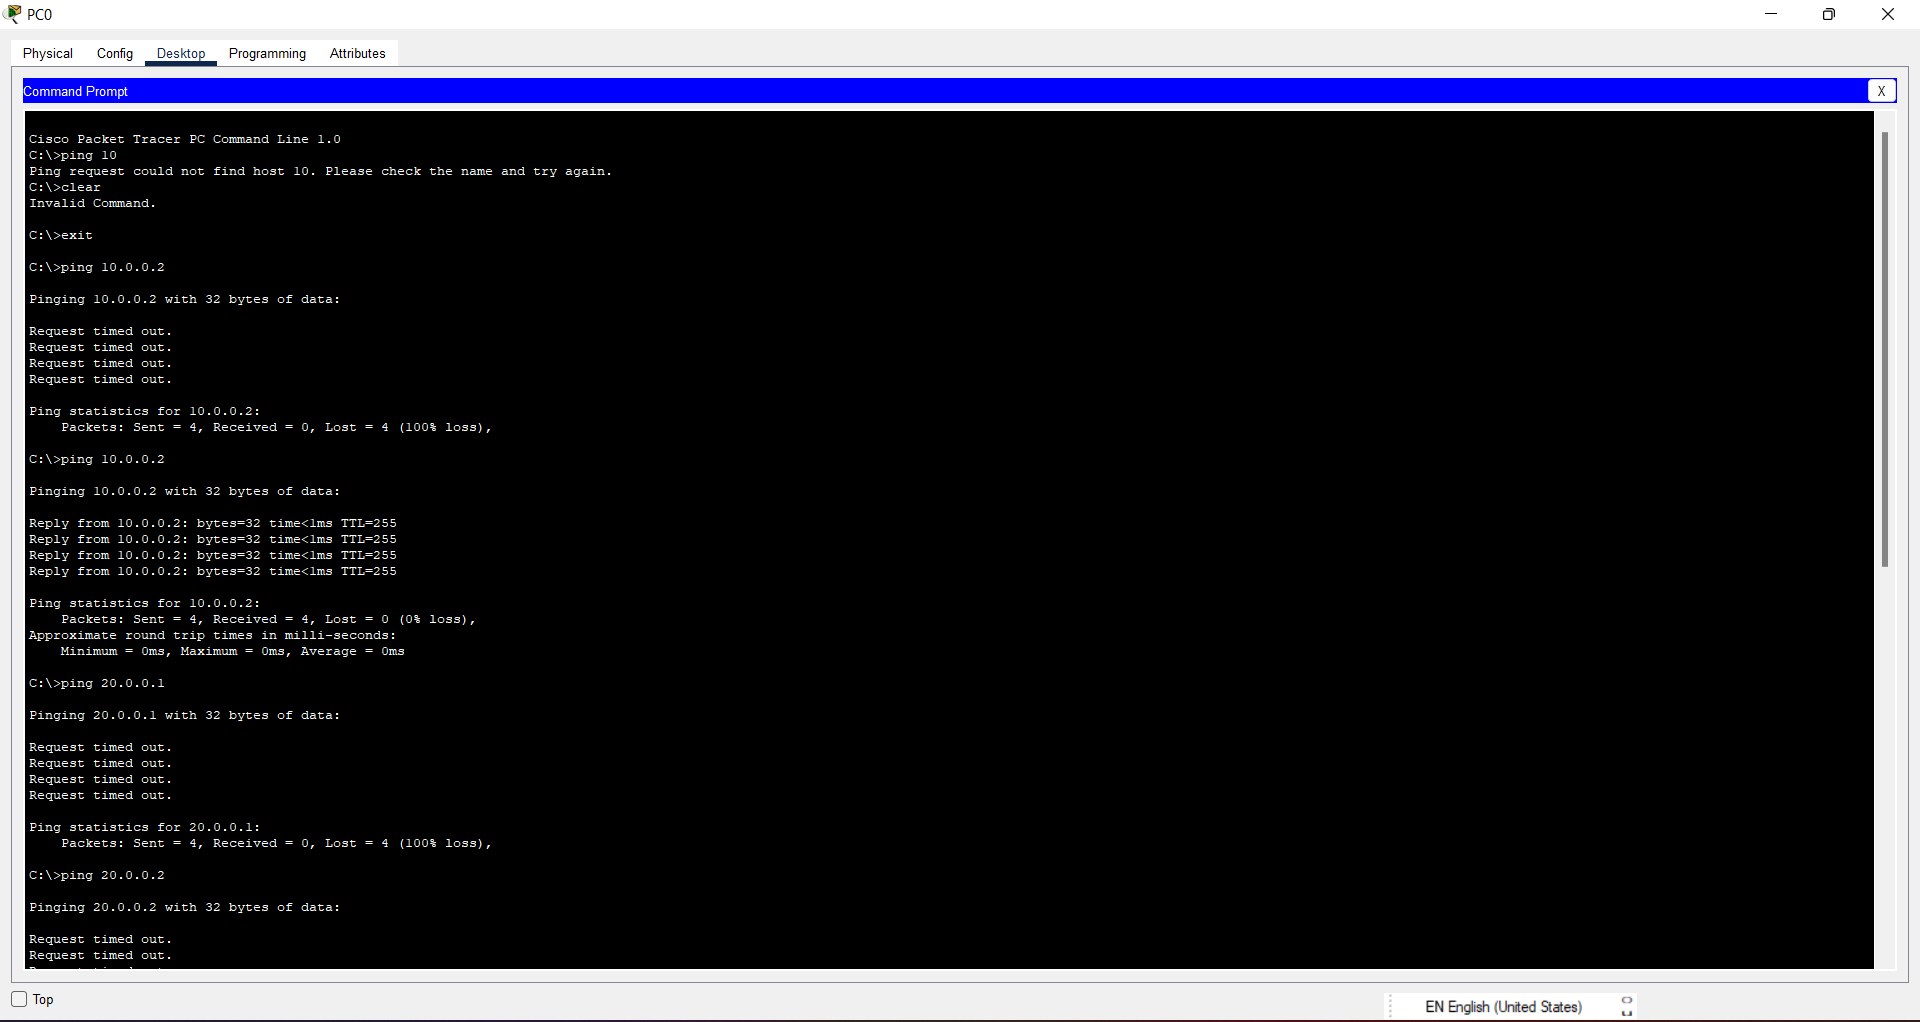 PC0
Physical Config Desktop Programming Attributes
Command Prompt
X
Cisco Packet Tracer PC Command Line 1.0
C:\>ping 10
Ping request could not find host 10. Please check the name and try again.
C:\>clear
Invalid Command.
C:\>exit
C:\>ping 10.0.0.2
Pinging 10.0.0.2 with 32 bytes of data:
Request timed out.
Request timed out.
Request timed out.
Request timed out.
Ping statistics for 10.0.0.2:
Packets: Sent = 4, Received = 0, Lost = 4 (100% loss),
C:\>ping 10.0.0.2
Pinging 10.0.0.2 with 32 bytes of data:
Reply from 10.0.0.2: bytes=32 time<1ms TTL=255
Reply from 10.0.0.2: bytes=32 time<1ms TTL=255
Reply from 10.0.0.2: bytes=32 time<1ms TTL=255
Reply from 10.0.0.2: bytes=32 time<1ms TTL=255
Ping statistics for 10.0.0.2:
Packets: Sent = 4, Received = 4, Lost = 0 (0% loss),
Approximate round trip times in milli-seconds:
Minimum = 0ms, Maximum = 0ms, Average = 0ms
C:\>ping 20.0.0.1
Pinging 20.0.0.1 with 32 bytes of data:
Request timed out.
Request timed out.
Request timed out.
Request timed out.
Ping statistics for 20.0.0.1:
Packets: Sent = 4, Received = 0, Lost = 4 (100% loss),
C:\>ping 20.0.0.2
Pinging 20.0.0.2 with 32 bytes of data:
Request timed out.
Request timed out.
Top
EN English (United States)